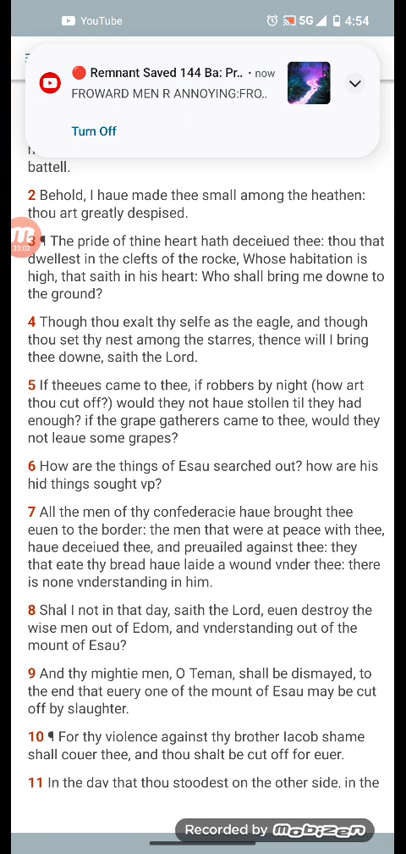 YouTube
5G 4:54
Remnant Saved 144 Ba: Pr.. • now
FROWARD MEN R ANNOYING:FRO..
Turn Off
battell.
2 Behold, I haue made thee small among the heathen:
thou art greatly despised.
3 ¶ The pride of thine heart hath deceiued thee: thou that
dwellest in the clefts of the rocke, Whose habitation is
high, that saith in his heart: Who shall bring me downe to
the ground?
4 Though thou exalt thy selfe as the eagle, and though
thou set thy nest among the starres, thence will I bring
thee downe, saith the Lord.
5 If theeues came to thee, if robbers by night (how art
thou cut off?) would they not haue stollen til they had
enough? if the grape gatherers came to thee, would they
not leaue some grapes?
6 How are the things of Esau searched out? how are his
hid things sought vp?
7 All the men of thy confederacie haue brought thee
euen to the border: the men that were at peace with thee,
haue deceiued thee, and preuailed against thee: they
that eate thy bread haue laide a wound vnder thee: there
is none vnderstanding in him.
8 Shal I not in that day, saith the Lord, euen destroy the
wise men out of Edom, and vnderstanding out of the
mount of Esau?
9 And thy mightie men, O Teman, shall be dismayed, to
the end that euery one of the mount of Esau may be cut
off by slaughter.
10 ¶ For thy violence against thy brother Iacob shame
shall couer thee, and thou shalt be cut off for euer.
11 In the day that thou stoodest on the other side, in the
Recorded by mobizen